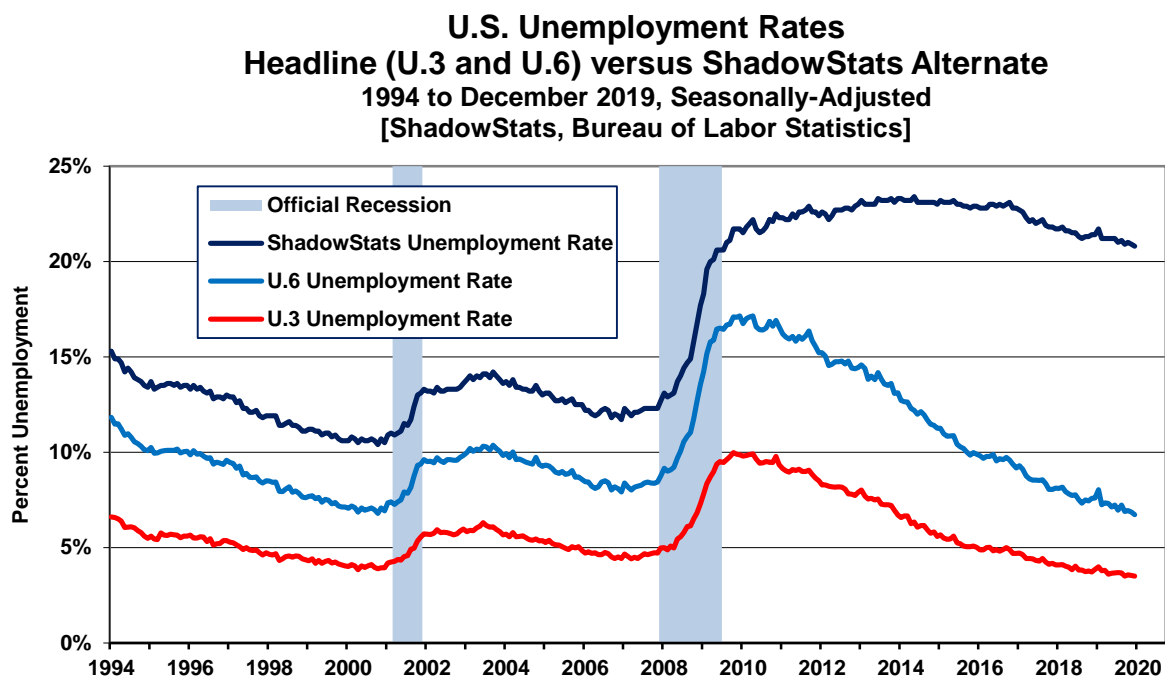 U.S. Unemployment Rates
Headline (U.3 and U.6) versus ShadowStats Alternate
1994 to December 2019, Seasonally-Adjusted
[ShadowStats, Bureau of Labor Statistics]
25%
20%
15%
10%
5%
0%
Percent Unemployment
Official Recession
ShadowStats Unemployment Rate
U.6 Unemployment Rate
U.3 Unemployment Rate
1994 1996 1998 2000 2002 2004 2006 2008 2010 2012 2014 2016 2018 2020